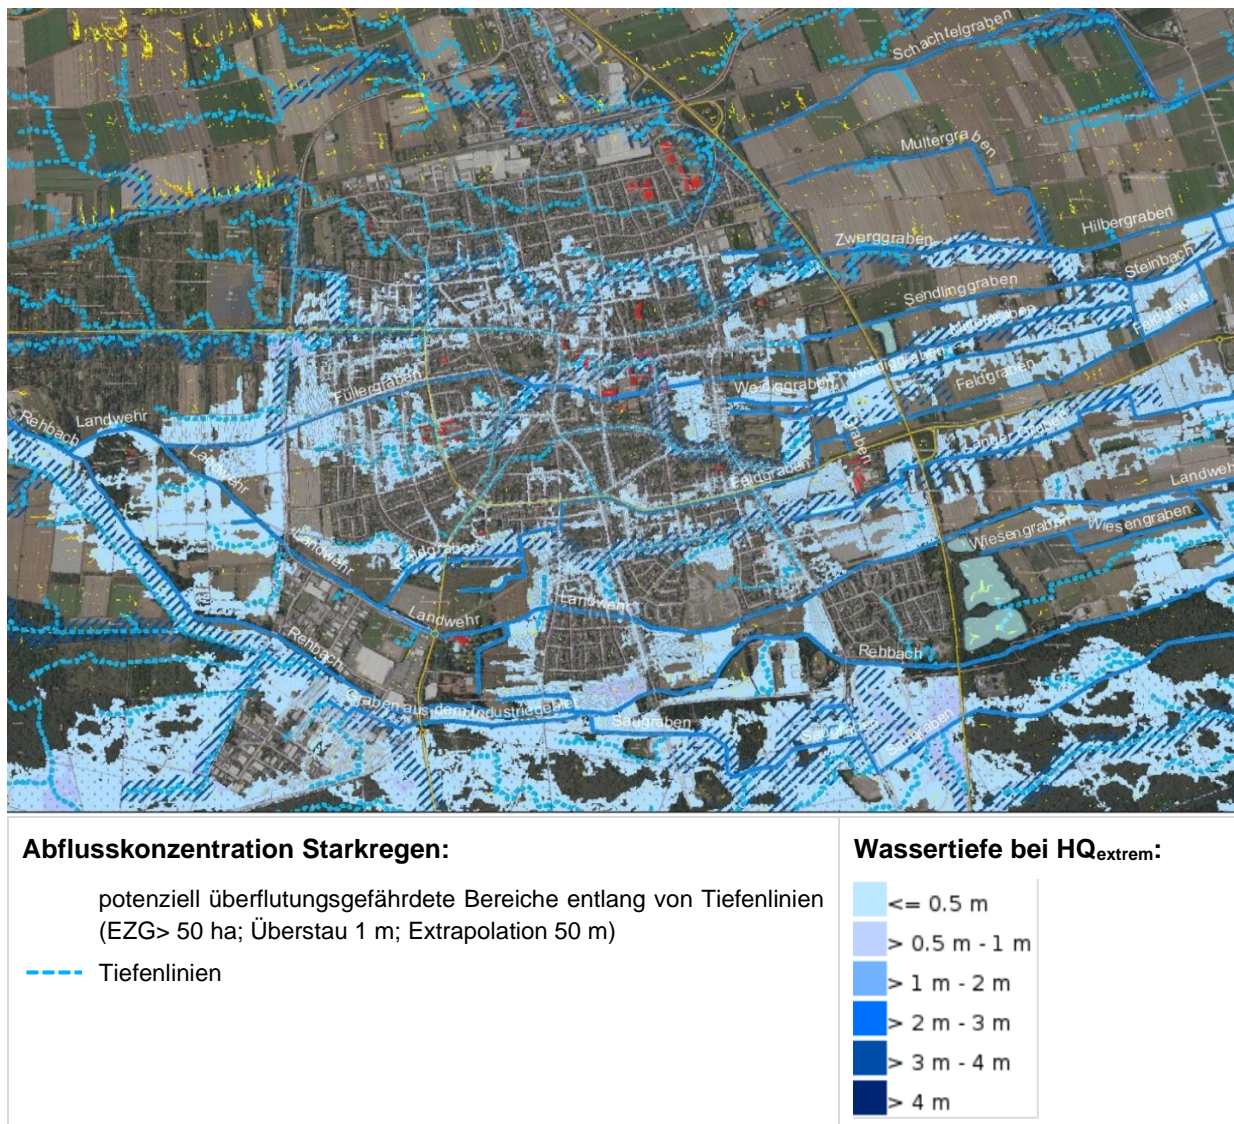 Schachtelgraben
Multergraben
Hilbergraben
Zwerggraben
Steinbach
Sendlinggraben
Feldgraben
Weidiggraben
Weidiggraben
Feldgraben
Füllergraben
Landwehr
Rehbach
Landwehr
Graben
Feldgraben
Landwehr
Wiesengraben
Wiesengraben
Landwehr
Landwehr
Landwehr
Rehbach
Rehbach
Graben aus dem Industriegebiet
Saugraben
Saugraben
Saugraben
Abflusskonzentration Starkregen:
potenziell überflutungsgefährdete Bereiche entlang von Tiefenlinien
(EZG> 50 ha; Überstau 1 m; Extrapolation 50 m)
Tiefenlinien
Wassertiefe bei HQextrem:
<= 0.5 m
> 0.5 m - 1 m
> 1 m - 2 m
> 2 m - 3 m
> 3 m - 4 m
> 4 m